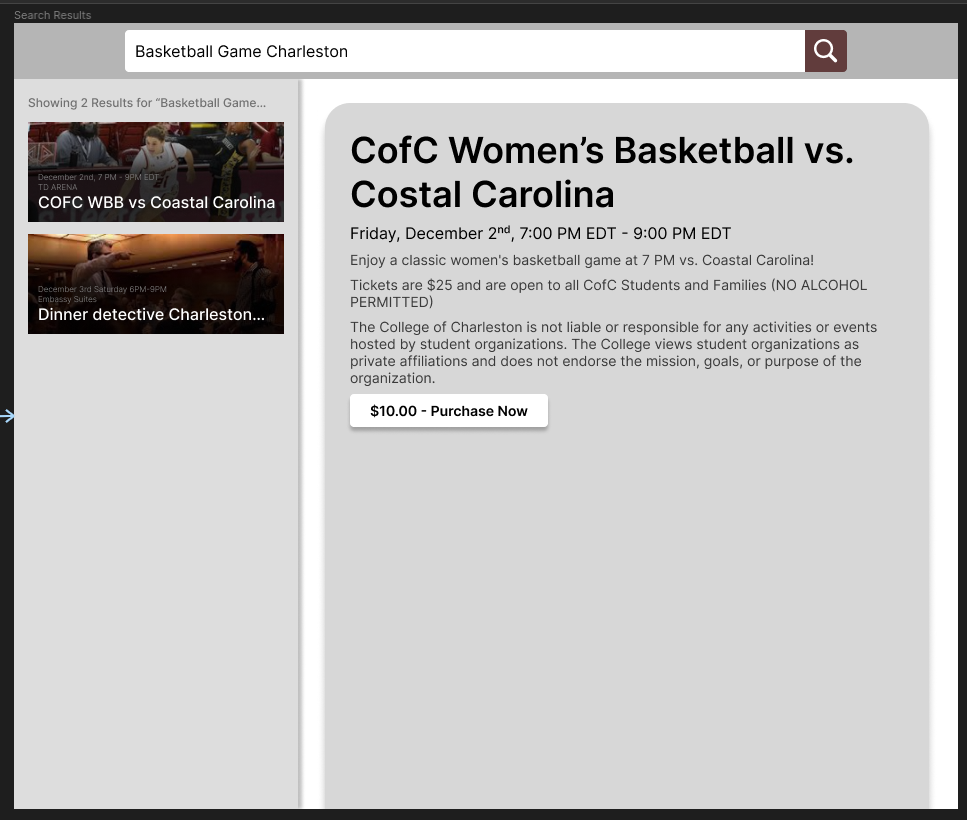 Search Results
Basketball Game Charleston
Showing 2 Results for “Basketball Game...
December 2nd, 7 PM - 9PM EDT
TD ARENA
COFC WBB vs Coastal Carolina
December 3rd Saturday 6PM-9PM
Embassy Suites
Dinner detective Charleston...
CofC Women’s Basketball vs.
Costal Carolina
Friday, December 2nd, 7:00 PM EDT - 9:00 PM EDT
Enjoy a classic women's basketball game at 7 PM vs. Coastal Carolina!
Tickets are $25 and are open to all CofC Students and Families (NO ALCOHOL
PERMITTED)
The College of Charleston is not liable or responsible for any activities or events
hosted by student organizations. The College views student organizations as
private affiliations and does not endorse the mission, goals, or purpose of the
organization.
$10.00 - Purchase Now